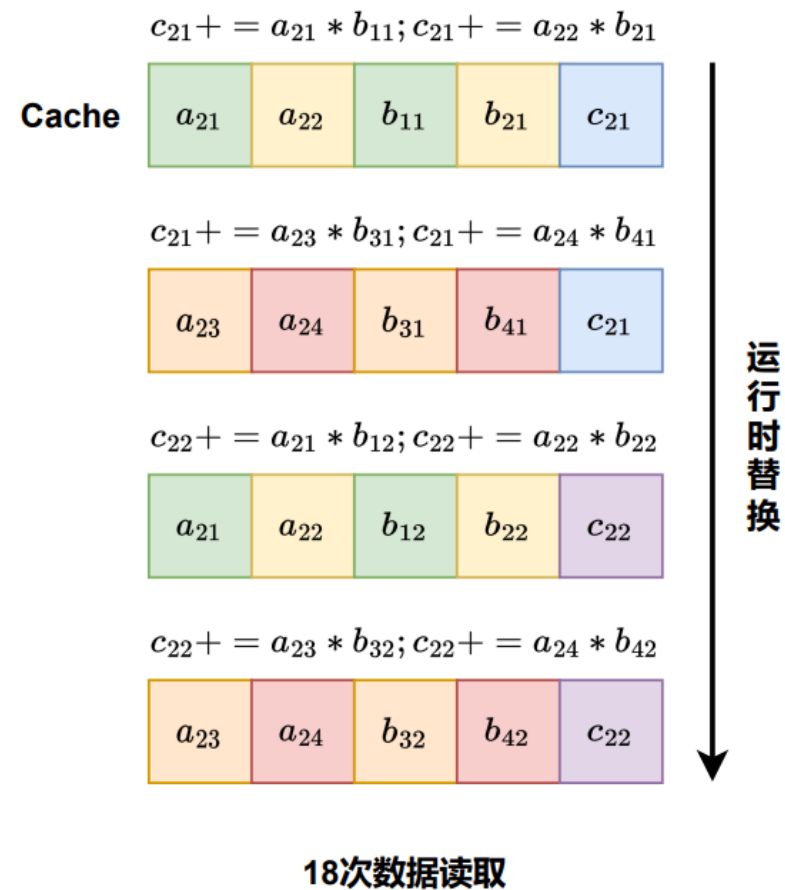 c₂₁+ = a₂₁ * b₁₁; c₂₁+ = a₂₂ * b₂₁
Cache
a₂₁ a₂₂ b₁₁ b₂₁ c₂₁
c₂₁+ = a₂₃ * b₃₁; c₂₁+ = a₂₄ * b₄₁
a₂₃ a₂₄ b₃₁ b₄₁ c₂₁
c₂₂+ = a₂₁ * b₁₂; c₂₂+ = a₂₂ * b₂₂
a₂₁ a₂₂ b₁₂ b₂₂ c₂₂
c₂₂+ = a₂₃ * b₃₂; c₂₂+ = a₂₄ * b₄₂
a₂₃ a₂₄ b₃₂ b₄₂ c₂₂
运行时替换
18次数据读取